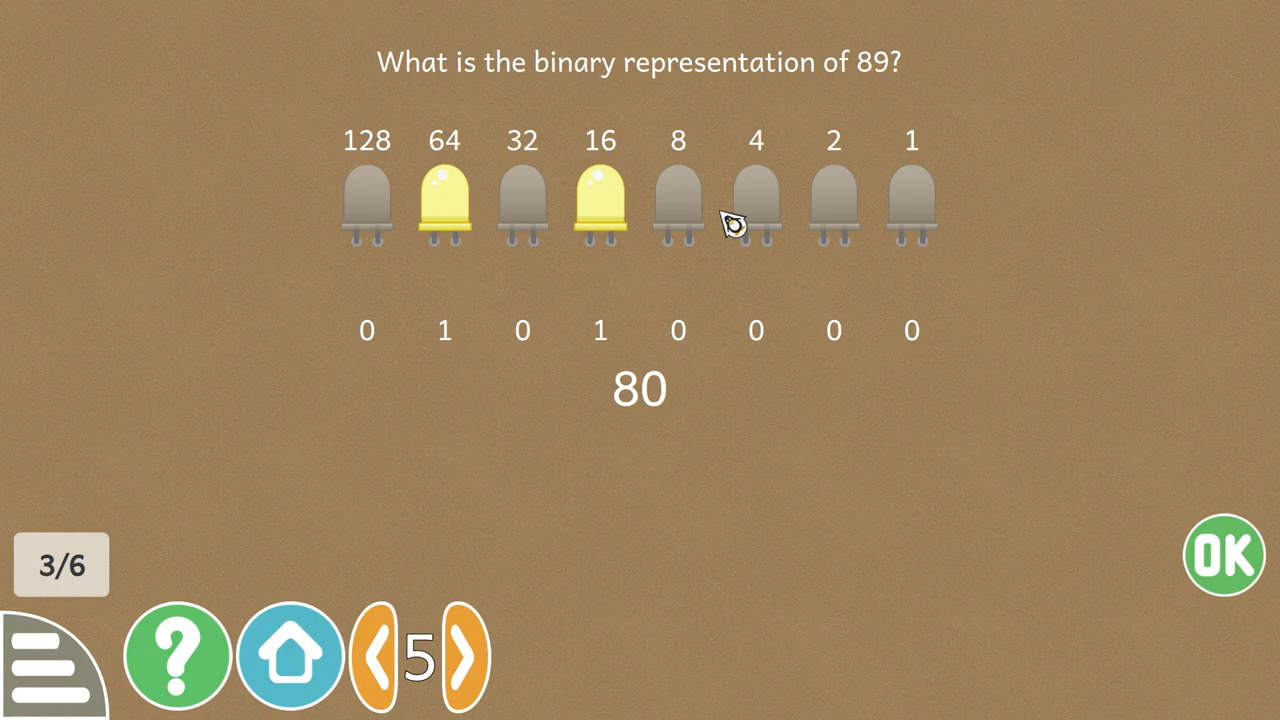 What is the binary representation of 89?
128 64 32 16 8 4 2 1
0 1 0 1 0 0 0 0
80
OK
3/6
? 5